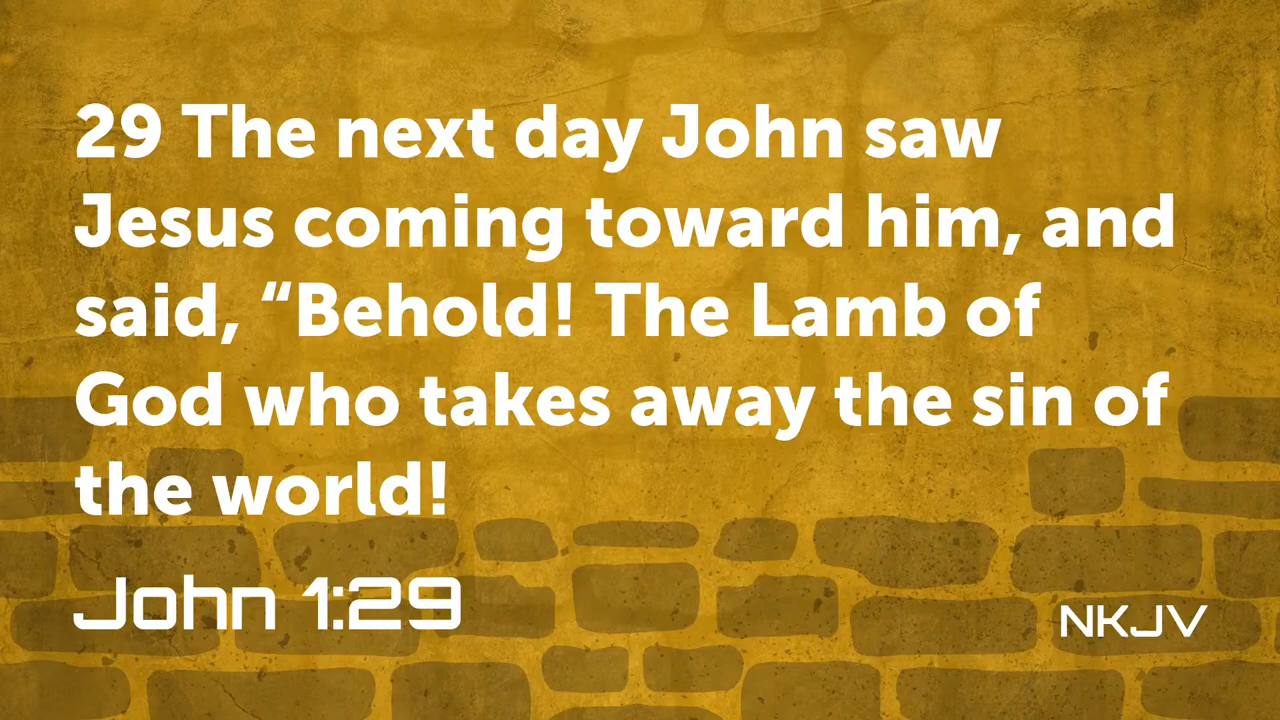 29 The next day John saw
Jesus coming toward him, and
said, “Behold! The Lamb of
God who takes away the sin of
the world!
John 1:29
NKJV